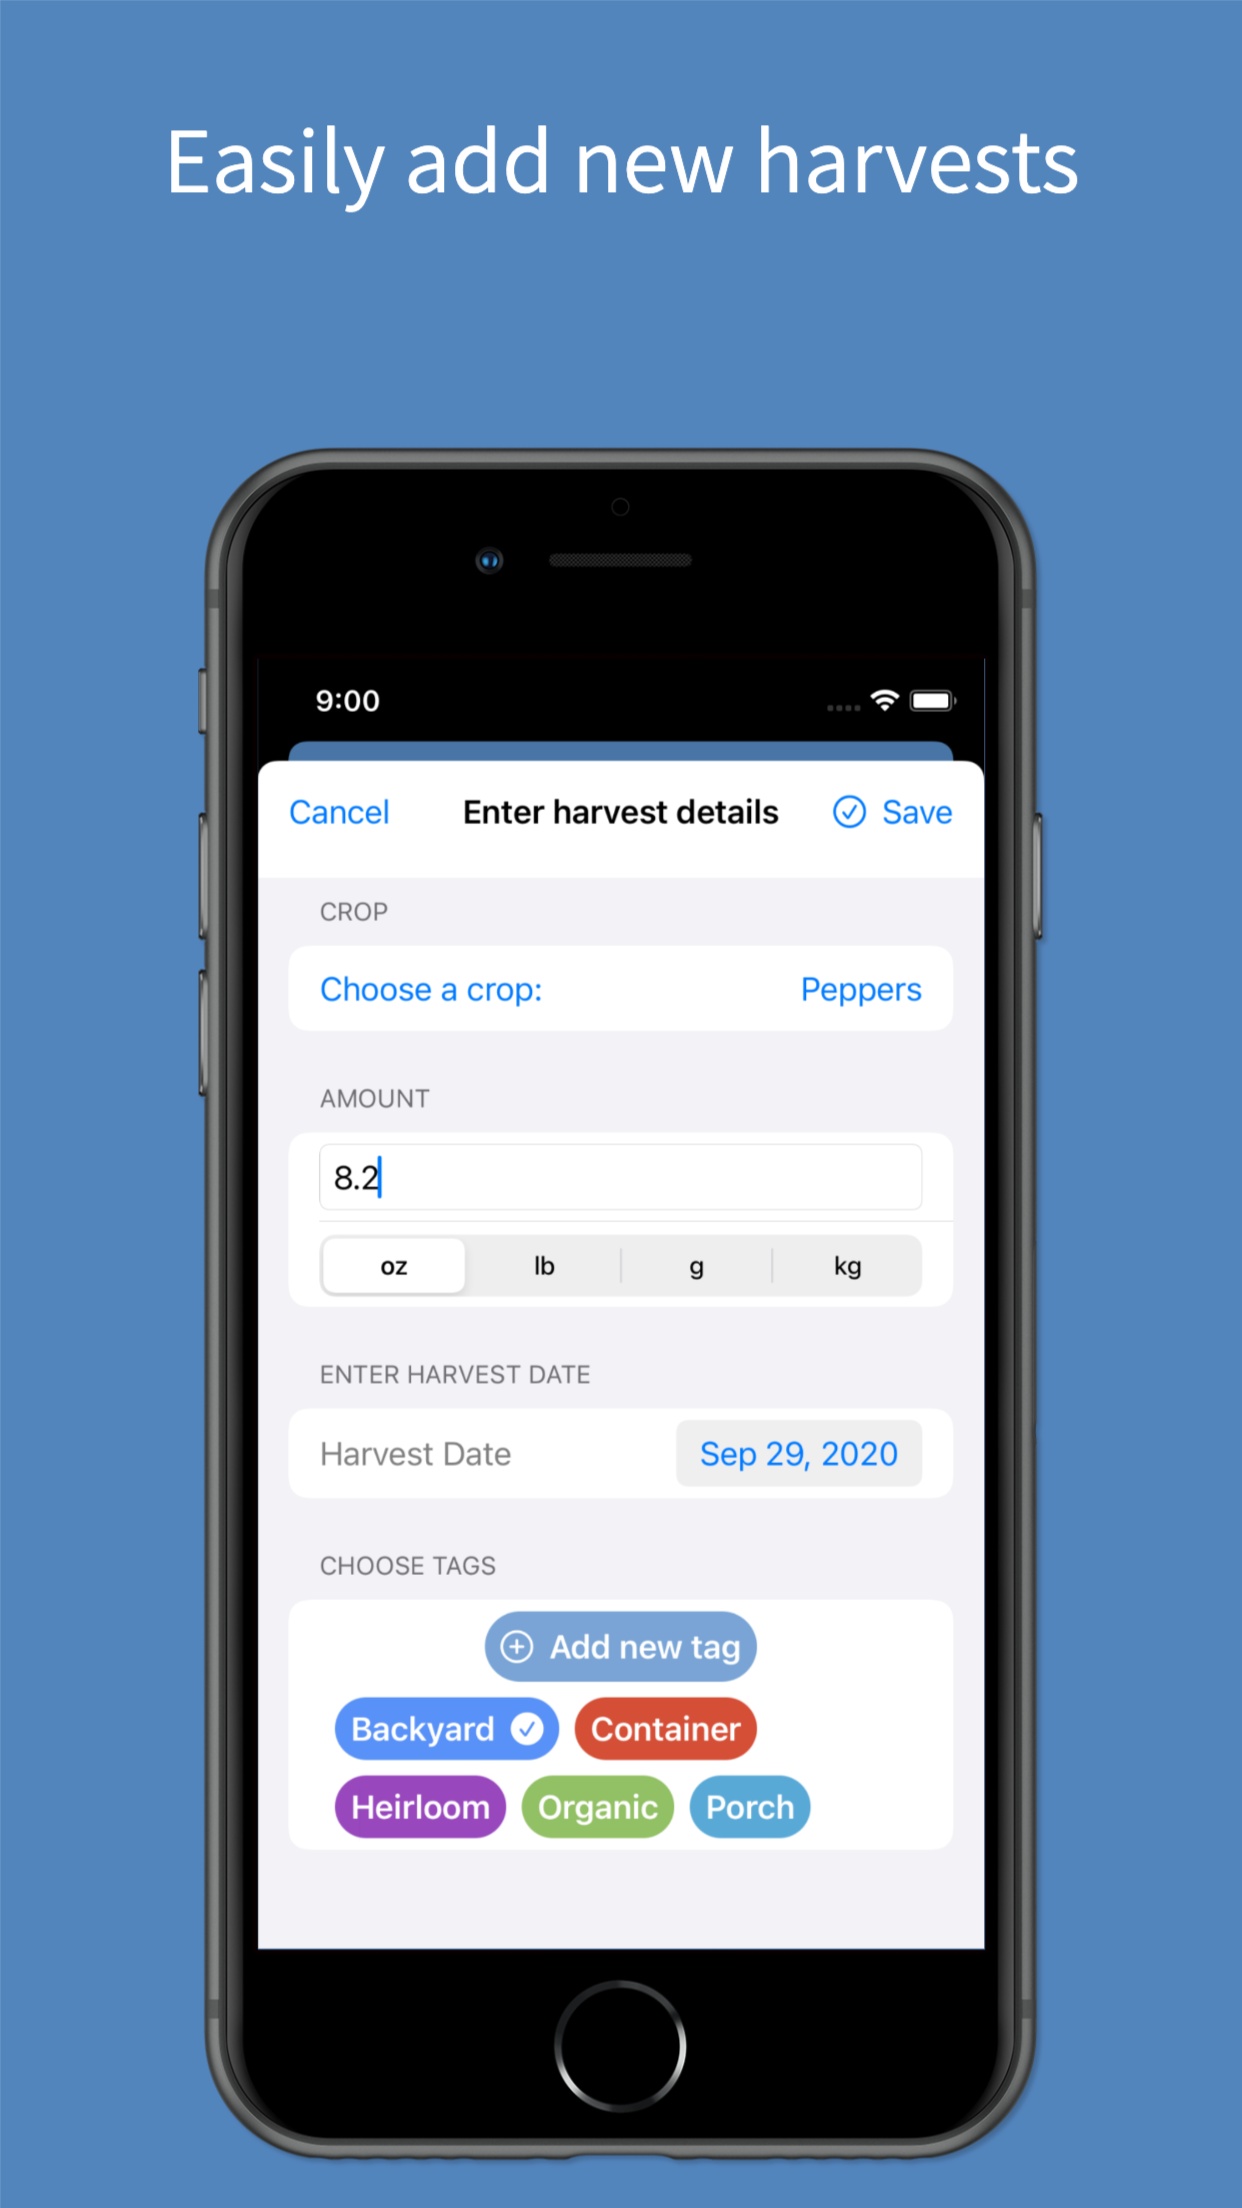 Easily add new harvests
9:00
Cancel Enter harvest details Save
CROP
Choose a crop: Peppers
AMOUNT
8.2
oz lb g kg
ENTER HARVEST DATE
Harvest Date Sep 29, 2020
CHOOSE TAGS
Add new tag
Backyard Container
Heirloom Organic Porch